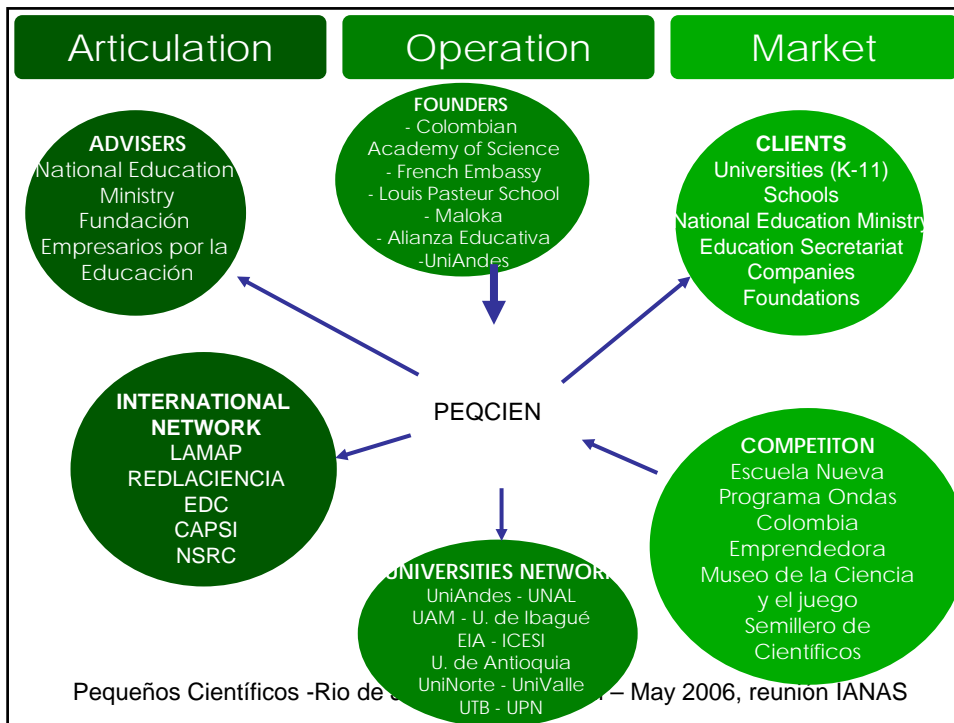 Articulation
Operation
Market
ADVISERS
National Education
Ministry
Fundación
Empresarios por la
Educación
FOUNDERS
- Colombian
Academy of Science
- French Embassy
- Louis Pasteur School
- Maloka
- Alianza Educativa
-UniAndes
CLIENTS
Universities (K-11)
Schools
National Education Ministry
Education Secretariat
Companies
Foundations
PEQCIEN
INTERNATIONAL
NETWORK
LAMAP
REDLACIENCIA
EDC
CAPSI
NSRC
COMPETITON
Escuela Nueva
Programa Ondas
Colombia
Emprendedora
Museo de la Ciencia
y el juego
Semillero de
Científicos
UNIVERSITIES NETWORK
UniAndes - UNAL
UAM - U. de Ibagué
EIA - ICESI
U. de Antioquia
UniNorte - UniValle
UTB - UPN
Pequeños Científicos -Rio de – May 2006, reunión IANAS